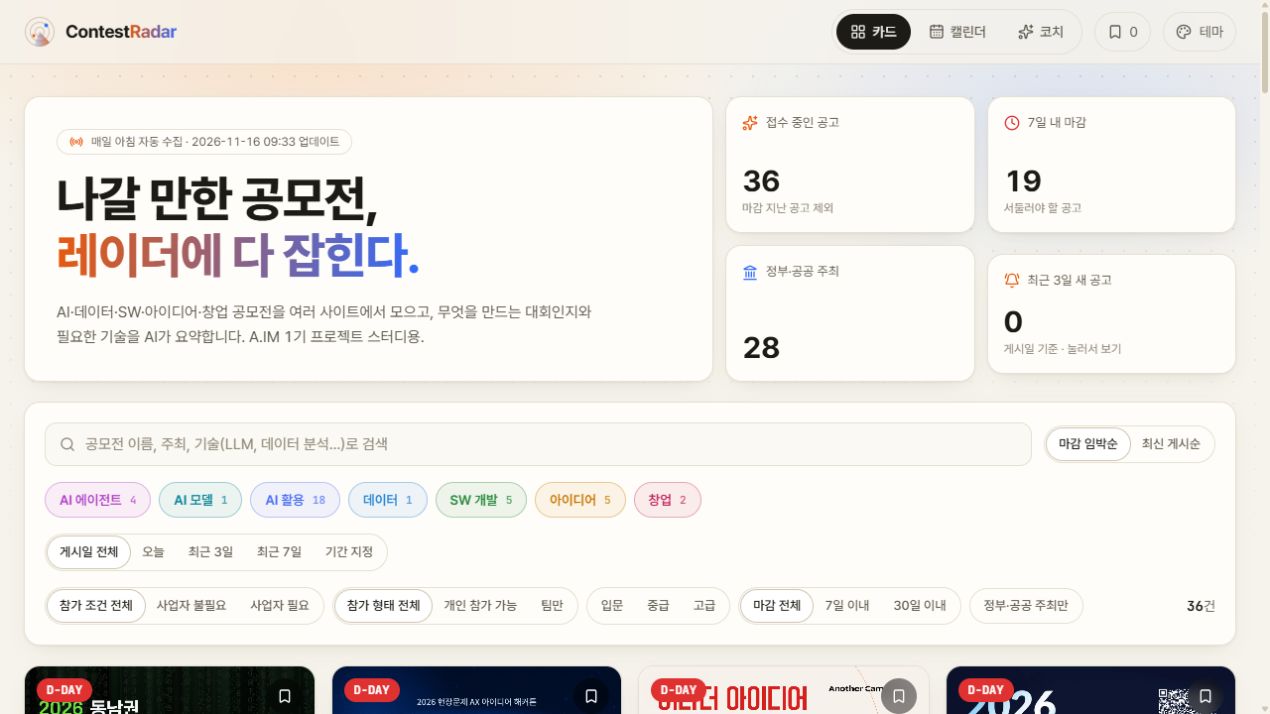 ContestRadar
카드
캘린더
코치
0
테마
매일 아침 자동 수집 · 2026-11-16 09:33 업데이트
나갈 만한 공모전,
레이더에 다 잡힌다.
AI·데이터·SW·아이디어·창업 공모전을 여러 사이트에서 모으고, 무엇을 만드는 대회인지와
필요한 기술을 AI가 요약합니다. A.IM 1기 프로젝트 스터디용.
접수 중인 공고
36
마감 지난 공고 제외
7일 내 마감
19
서둘러야 할 공고
정부·공공 주최
28
최근 3일 새 공고
0
게시일 기준 · 눌러서 보기
공모전 이름, 주최, 기술(LLM, 데이터 분석...)로 검색
마감 임박순 최신 게시순
AI 에이전트 4 AI 모델 1 AI 활용 18 데이터 1 SW 개발 5 아이디어 5 창업 2
게시일 전체 오늘 최근 3일 최근 7일 기간 지정
참가 조건 전체 사업자 불필요 사업자 필요 참가 형태 전체 개인 참가 가능 팀만 입문 중급 고급 마감 전체 7일 이내 30일 이내 정부·공공 주최만 36건
D-DAY
2026 동남권
D-DAY
2026 현장문제 AX 아이디어 해커톤
D-DAY
아이디어
Another Cam
D-DAY
2026